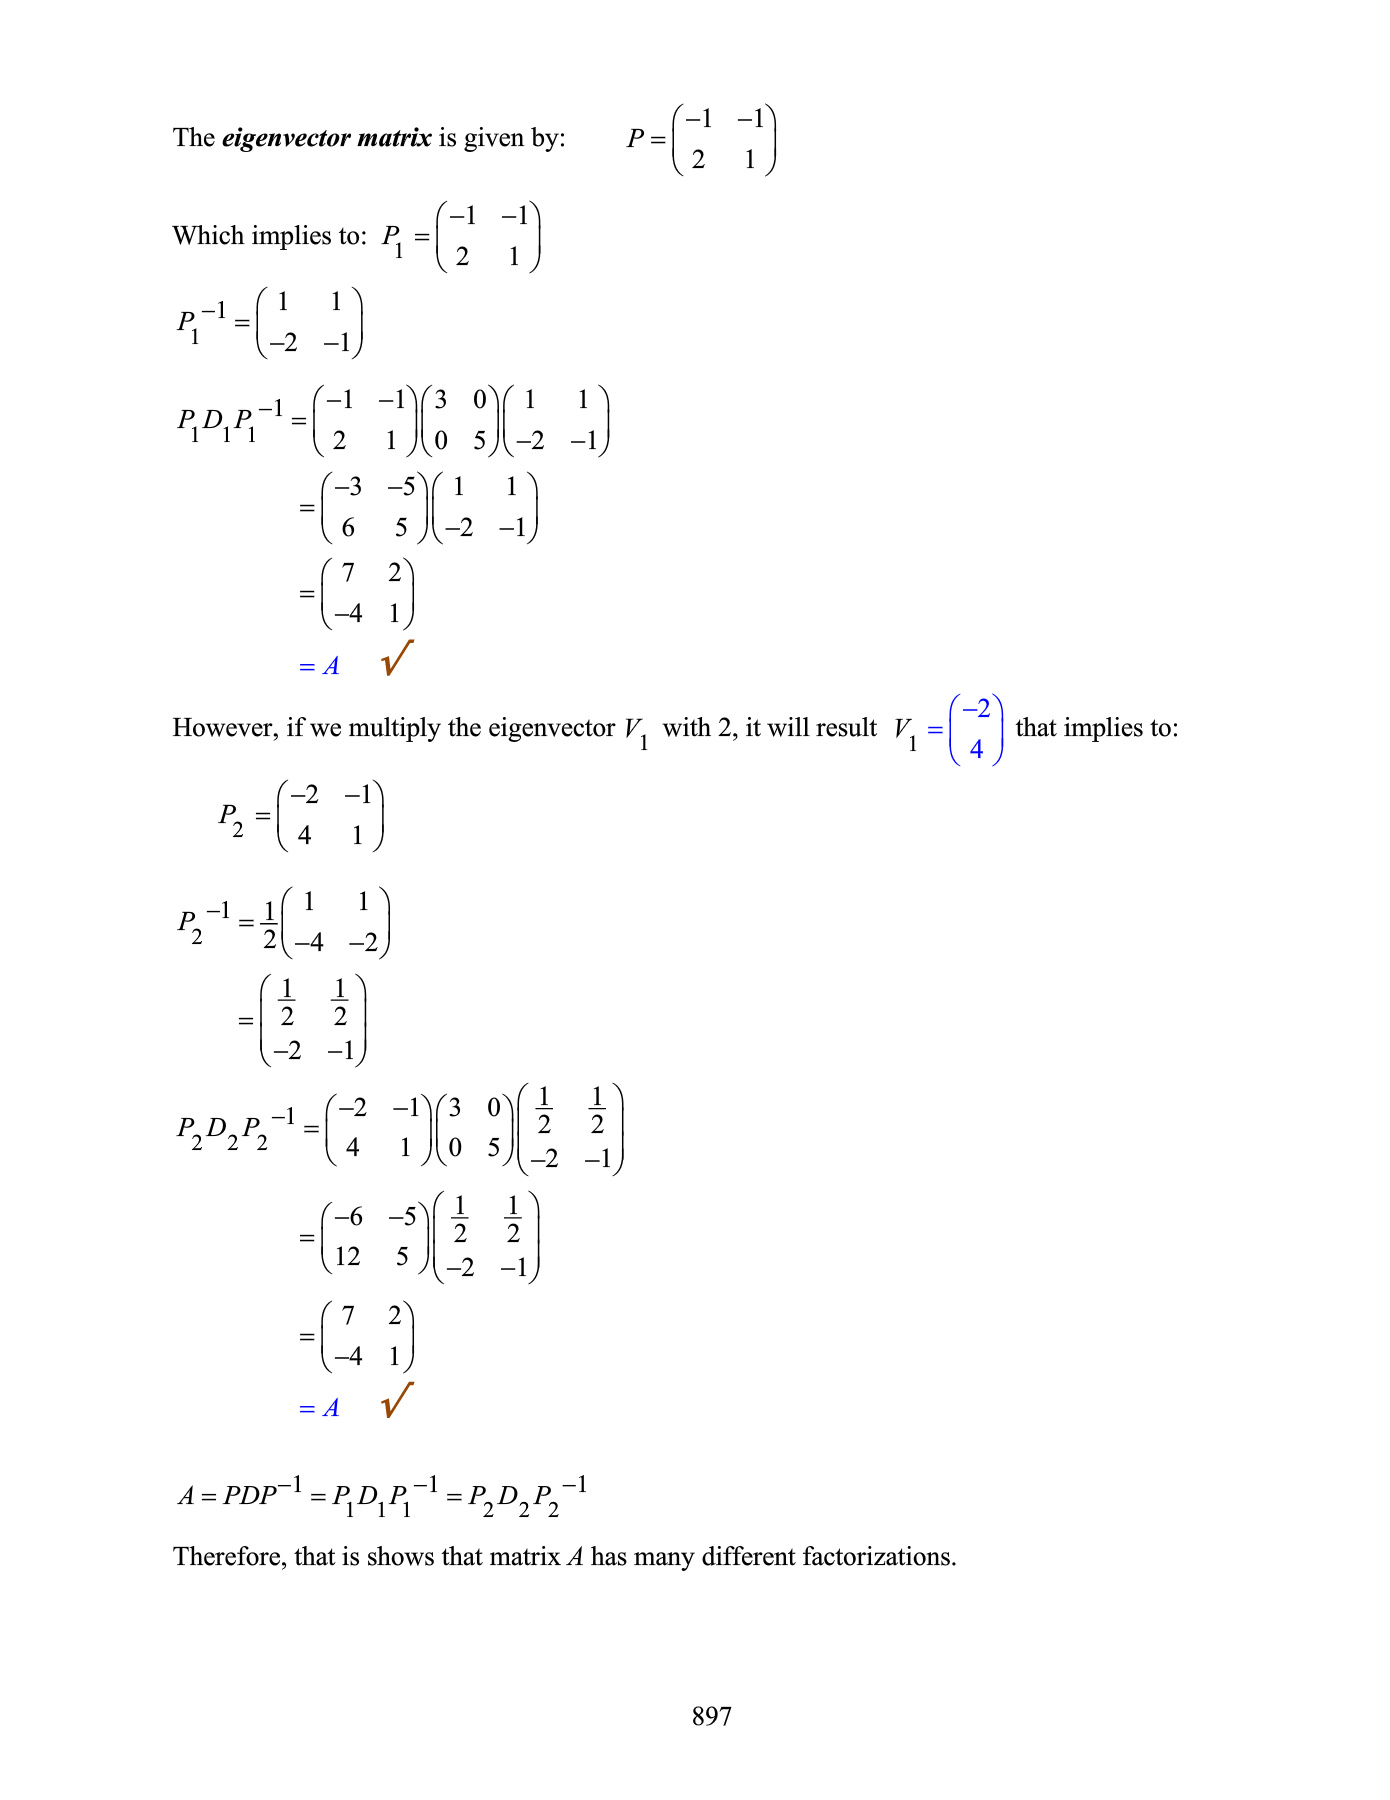 The eigenvector matrix is given by: P = \begin{pmatrix} -1 & -1 \\ 2 & 1 \end{pmatrix}
Which implies to: P_1 = \begin{pmatrix} -1 & -1 \\ 2 & 1 \end{pmatrix}
P_1^{-1} = \begin{pmatrix} 1 & 1 \\ -2 & -1 \end{pmatrix}
P_1 D_1 P_1^{-1} = \begin{pmatrix} -1 & -1 \\ 2 & 1 \end{pmatrix} \begin{pmatrix} 3 & 0 \\ 0 & 5 \end{pmatrix} \begin{pmatrix} 1 & 1 \\ -2 & -1 \end{pmatrix}
= \begin{pmatrix} -3 & -5 \\ 6 & 5 \end{pmatrix} \begin{pmatrix} 1 & 1 \\ -2 & -1 \end{pmatrix}
= \begin{pmatrix} 7 & 2 \\ -4 & 1 \end{pmatrix}
= A √
However, if we multiply the eigenvector V_1 with 2, it will result V_1 = \begin{pmatrix} -2 \\ 4 \end{pmatrix} that implies to:
P_2 = \begin{pmatrix} -2 & -1 \\ 4 & 1 \end{pmatrix}
P_2^{-1} = \frac{1}{2} \begin{pmatrix} 1 & 1 \\ -4 & -2 \end{pmatrix}
= \begin{pmatrix} \frac{1}{2} & \frac{1}{2} \\ -2 & -1 \end{pmatrix}
P_2 D_2 P_2^{-1} = \begin{pmatrix} -2 & -1 \\ 4 & 1 \end{pmatrix} \begin{pmatrix} 3 & 0 \\ 0 & 5 \end{pmatrix} \begin{pmatrix} \frac{1}{2} & \frac{1}{2} \\ -2 & -1 \end{pmatrix}
= \begin{pmatrix} -6 & -5 \\ 12 & 5 \end{pmatrix} \begin{pmatrix} \frac{1}{2} & \frac{1}{2} \\ -2 & -1 \end{pmatrix}
= \begin{pmatrix} 7 & 2 \\ -4 & 1 \end{pmatrix}
= A √
A = PDP^{-1} = P_1 D_1 P_1^{-1} = P_2 D_2 P_2^{-1}
Therefore, that is shows that matrix A has many different factorizations.
897